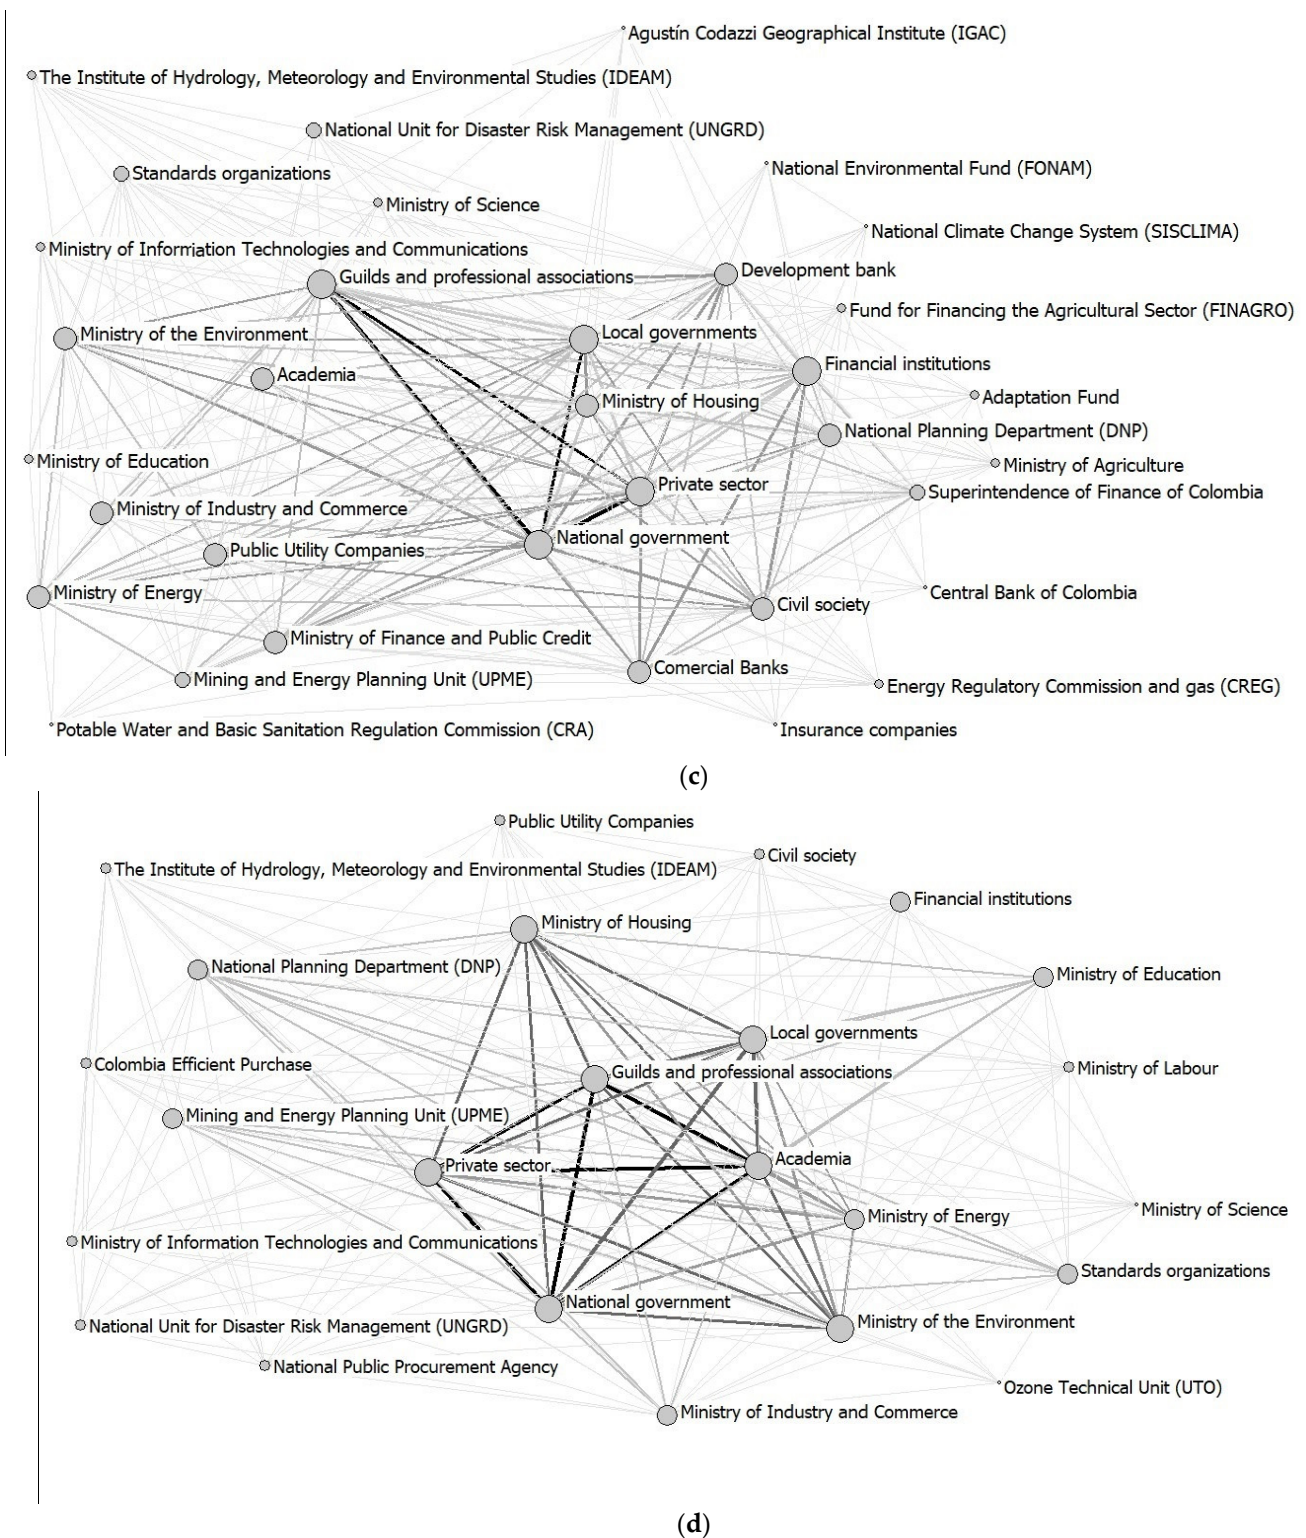 Agustín Codazzi Geographical Institute (IGAC)
The Institute of Hydrology, Meteorology and Environmental Studies (IDEAM)
National Unit for Disaster Risk Management (UNGRD)
National Environmental Fund (FONAM)
Standards organizations
Ministry of Science
National Climate Change System (SISCLIMA)
Ministry of Information Technologies and Communications
Development bank
Guilds and professional associations
Fund for Financing the Agricultural Sector (FINAGRO)
Ministry of the Environment
Local governments
Financial institutions
Academia
Adaptation Fund
Ministry of Housing
National Planning Department (DNP)
Ministry of Education
Ministry of Agriculture
Private sector
Superintendence of Finance of Colombia
Ministry of Industry and Commerce
National government
Public Utility Companies
Ministry of Energy
Central Bank of Colombia
Civil society
Ministry of Finance and Public Credit
Comercial Banks
Mining and Energy Planning Unit (UPME)
Energy Regulatory Commission and gas (CREG)
Potable Water and Basic Sanitation Regulation Commission (CRA)
Insurance companies
(c)
Public Utility Companies
Civil society
The Institute of Hydrology, Meteorology and Environmental Studies (IDEAM)
Financial institutions
Ministry of Housing
National Planning Department (DNP)
Ministry of Education
Local governments
Colombia Efficient Purchase
Guilds and professional associations
Ministry of Labour
Mining and Energy Planning Unit (UPME)
Private sector
Academia
Ministry of Science
Ministry of Energy
Ministry of Information Technologies and Communications
Standards organizations
National government
Ministry of the Environment
National Unit for Disaster Risk Management (UNGRD)
National Public Procurement Agency
Ozone Technical Unit (UTO)
Ministry of Industry and Commerce
(d)